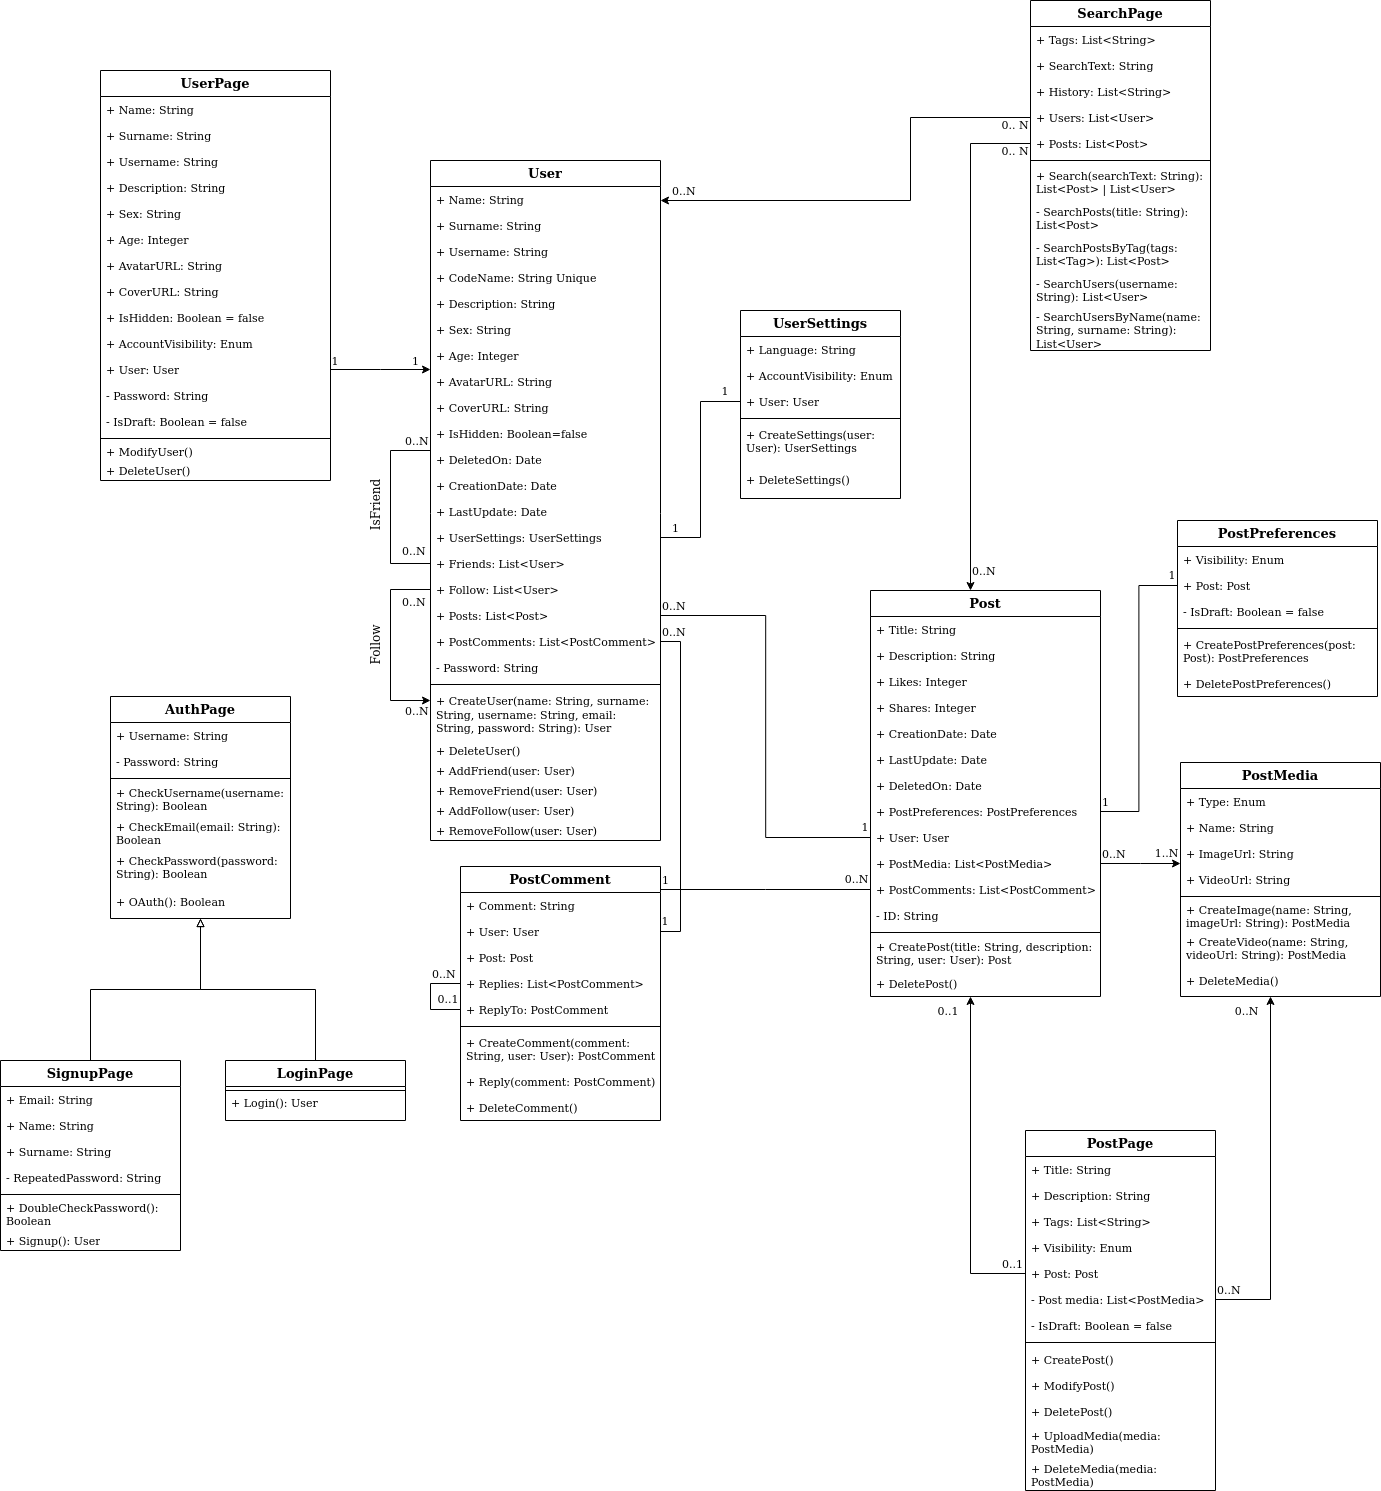 SearchPage
+ Tags: List<String>
+ SearchText: String
+ History: List<String>
+ Users: List<User>
+ Posts: List<Post>
+ Search(searchText: String):
List<Post> | List<User>
- SearchPosts(title: String):
List<Post>
- SearchPostsByTag(tags:
List<Tag>): List<Post>
- SearchUsers(username:
String): List<User>
- SearchUsersByName(name:
String, surname: String):
List<User>
0.. N
0.. N
0..N
0..N
UserPage
+ Name: String
+ Surname: String
+ Username: String
+ Description: String
+ Sex: String
+ Age: Integer
+ AvatarURL: String
+ CoverURL: String
+ IsHidden: Boolean = false
+ AccountVisibility: Enum
+ User: User
- Password: String
- IsDraft: Boolean = false
+ ModifyUser()
+ DeleteUser()
1
1
User
+ Name: String
+ Surname: String
+ Username: String
+ CodeName: String Unique
+ Description: String
+ Sex: String
+ Age: Integer
+ AvatarURL: String
+ CoverURL: String
+ IsHidden: Boolean=false
+ DeletedOn: Date
+ CreationDate: Date
+ LastUpdate: Date
+ UserSettings: UserSettings
+ Friends: List<User>
+ Follow: List<User>
+ Posts: List<Post>
+ PostComments: List<PostComment>
- Password: String
+ CreateUser(name: String, surname:
String, username: String, email:
String, password: String): User
+ DeleteUser()
+ AddFriend(user: User)
+ RemoveFriend(user: User)
+ AddFollow(user: User)
+ RemoveFollow(user: User)
0..N
IsFriend
0..N
0..N
Follow
0..N
UserSettings
+ Language: String
+ AccountVisibility: Enum
+ User: User
+ CreateSettings(user:
User): UserSettings
+ DeleteSettings()
1
1
0..N
0..N
PostPreferences
+ Visibility: Enum
+ Post: Post
- IsDraft: Boolean = false
+ CreatePostPreferences(post:
Post): PostPreferences
+ DeletePostPreferences()
1
Post
+ Title: String
+ Description: String
+ Likes: Integer
+ Shares: Integer
+ CreationDate: Date
+ LastUpdate: Date
+ DeletedOn: Date
+ PostPreferences: PostPreferences
+ User: User
+ PostMedia: List<PostMedia>
+ PostComments: List<PostComment>
- ID: String
+ CreatePost(title: String, description:
String, user: User): Post
+ DeletePost()
1
0..N
1
0..N
1..N
PostMedia
+ Type: Enum
+ Name: String
+ ImageUrl: String
+ VideoUrl: String
+ CreateImage(name: String,
imageUrl: String): PostMedia
+ CreateVideo(name: String,
videoUrl: String): PostMedia
+ DeleteMedia()
AuthPage
+ Username: String
- Password: String
+ CheckUsername(username:
String): Boolean
+ CheckEmail(email: String):
Boolean
+ CheckPassword(password:
String): Boolean
+ OAuth(): Boolean
PostComment
+ Comment: String
+ User: User
+ Post: Post
+ Replies: List<PostComment>
+ ReplyTo: PostComment
+ CreateComment(comment:
String, user: User): PostComment
+ Reply(comment: PostComment)
+ DeleteComment()
1
1
0..N
0..1
SignupPage
+ Email: String
+ Name: String
+ Surname: String
- RepeatedPassword: String
+ DoubleCheckPassword():
Boolean
+ Signup(): User
LoginPage
+ Login(): User
0..1
0..N
PostPage
+ Title: String
+ Description: String
+ Tags: List<String>
+ Visibility: Enum
+ Post: Post
- Post media: List<PostMedia>
- IsDraft: Boolean = false
+ CreatePost()
+ ModifyPost()
+ DeletePost()
+ UploadMedia(media:
PostMedia)
+ DeleteMedia(media:
PostMedia)
0..1
0..N